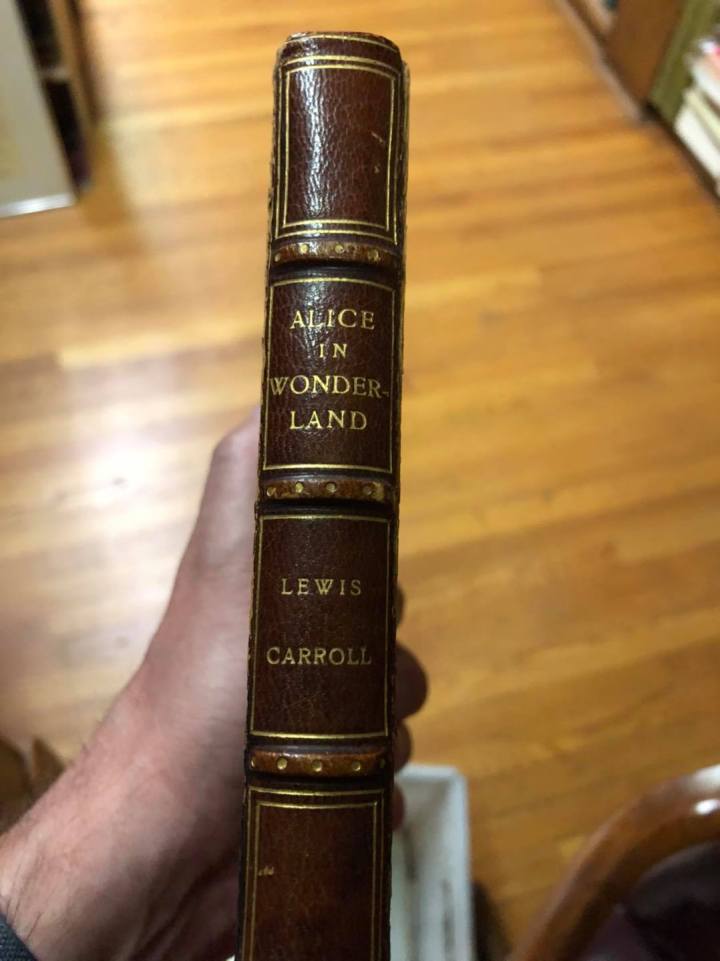 ALICE
IN
WONDER-
LAND
LEWIS
CARROLL